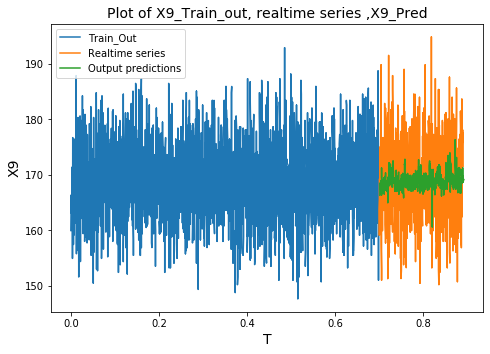 Plot of X9_Train_out, realtime series ,X9_Pred
Train_Out
Realtime series
Output predictions
190
180
170
160
150
X9
0.0 0.2 0.4 0.6 0.8
T